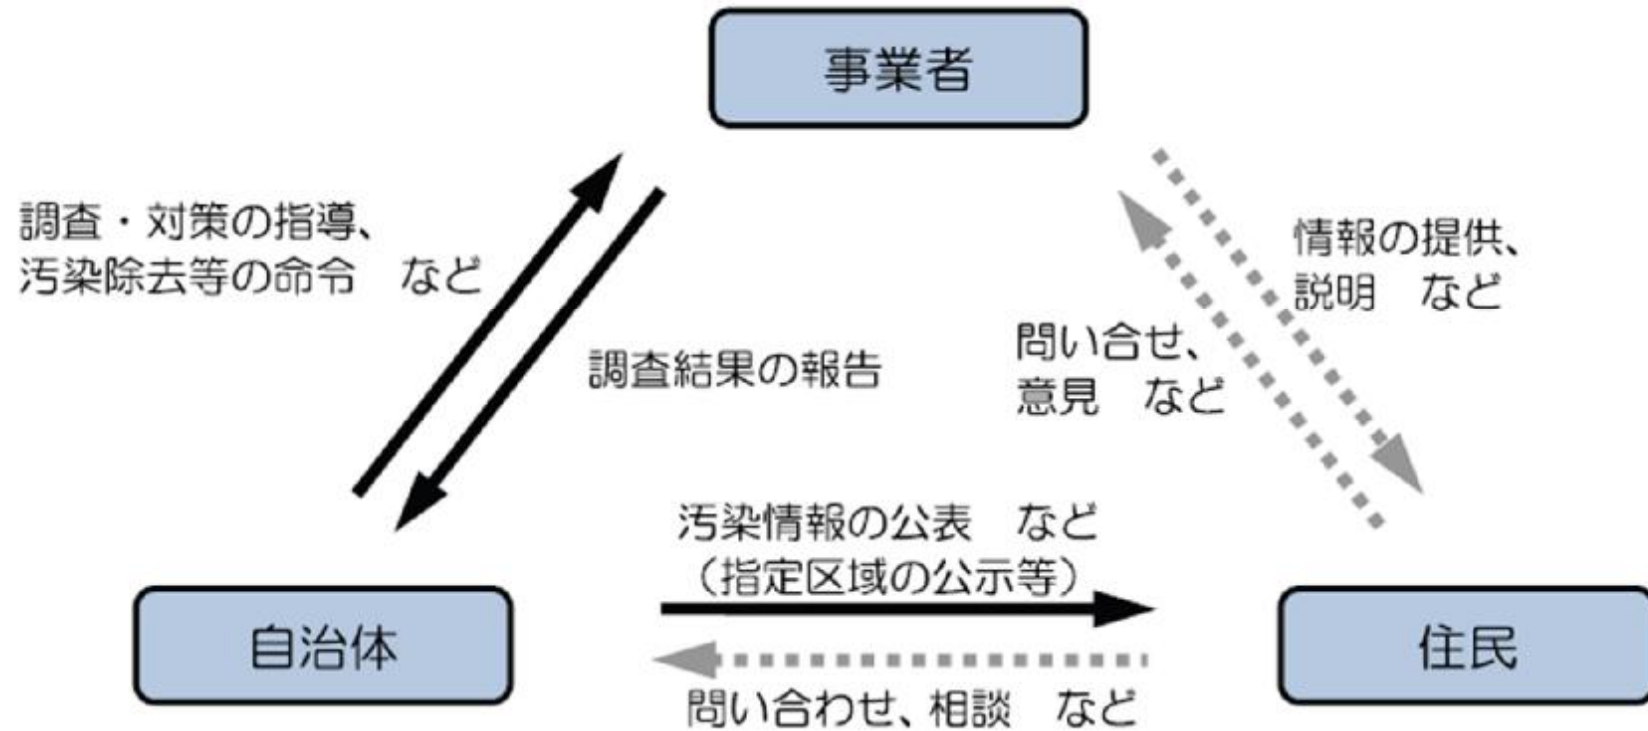 事業者
調査・対策の指導、
汚染除去等の命令　など
情報の提供、
説明　など
問い合せ、
意見　など
調査結果の報告
汚染情報の公表　など
（指定区域の公示等）
自治体
住民
問い合わせ、相談　など